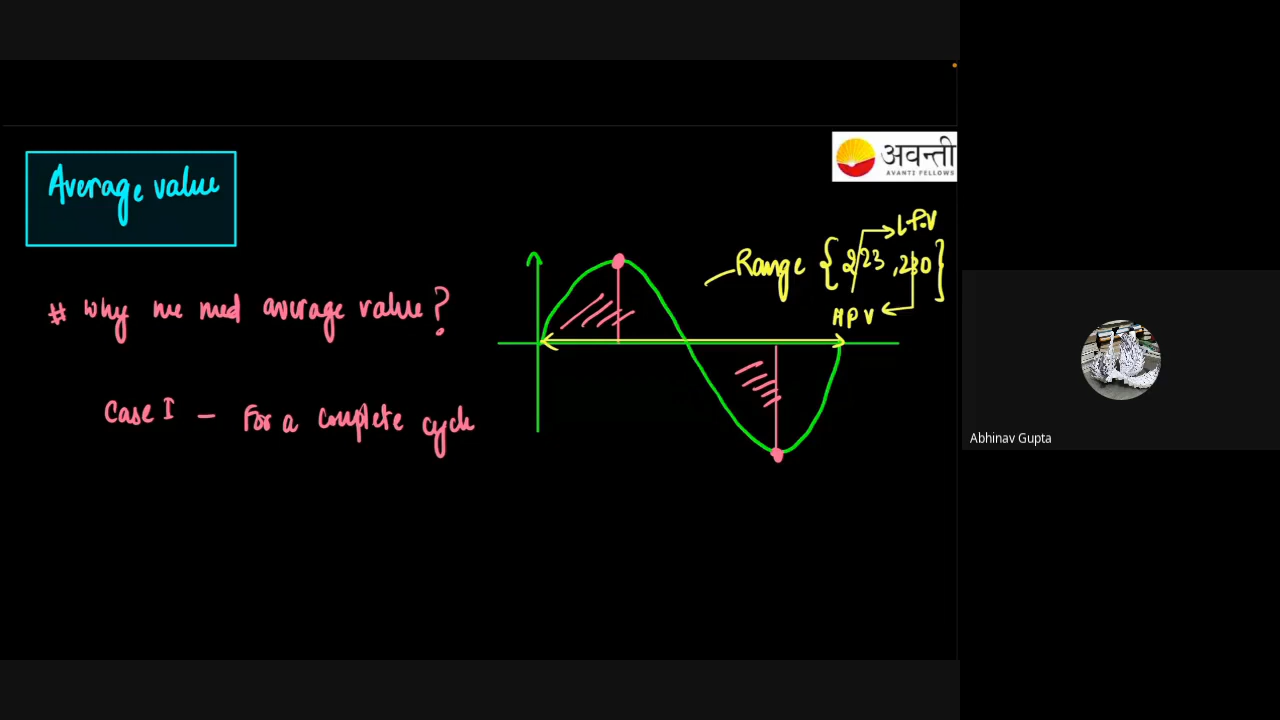 अवन्ती
AVANTI FELLOWS
Average value
L.P.V
Range { 223 , 230 }
HPV
# Why we need average value ?
Case I - For a complete cycle
Abhinav Gupta